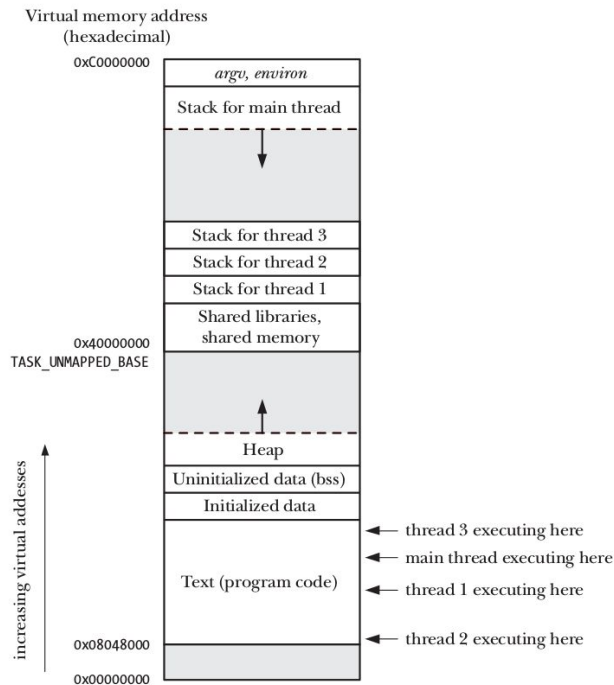 Virtual memory address
(hexadecimal)
0xC0000000
argv, environ
Stack for main thread
Stack for thread 3
Stack for thread 2
Stack for thread 1
Shared libraries,
shared memory
0x40000000
TASK_UNMAPPED_BASE
Heap
Uninitialized data (bss)
Initialized data
thread 3 executing here
main thread executing here
Text (program code)
thread 1 executing here
thread 2 executing here
0x08048000
0x00000000
increasing virtual addesses